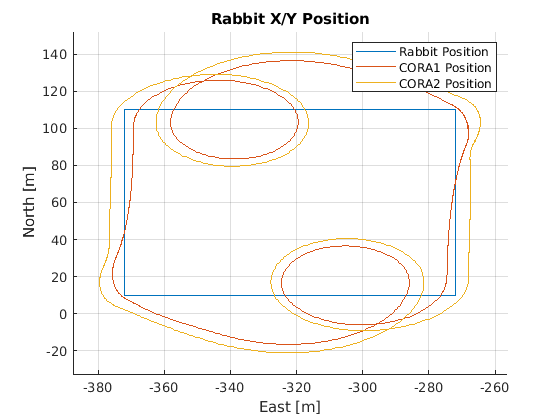 Rabbit X/Y Position
Rabbit Position
CORA1 Position
CORA2 Position
140
120
100
80
60
40
20
0
-20
North [m]
-380 -360 -340 -320 -300 -280 -260
East [m]